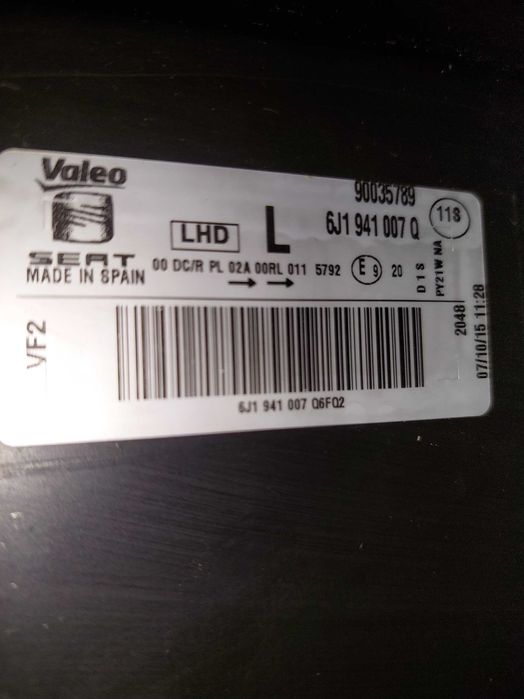 Valeo
SEAT
MADE IN SPAIN
LHD
L
90035789
6J1 941 007 Q
11S
00 DC/R PL 02A 00RL 011 5792
E 9
20
D1S
PY21W NA
VF2
6J1 941 007 Q6FQ2
2048
07/10/15 11:28